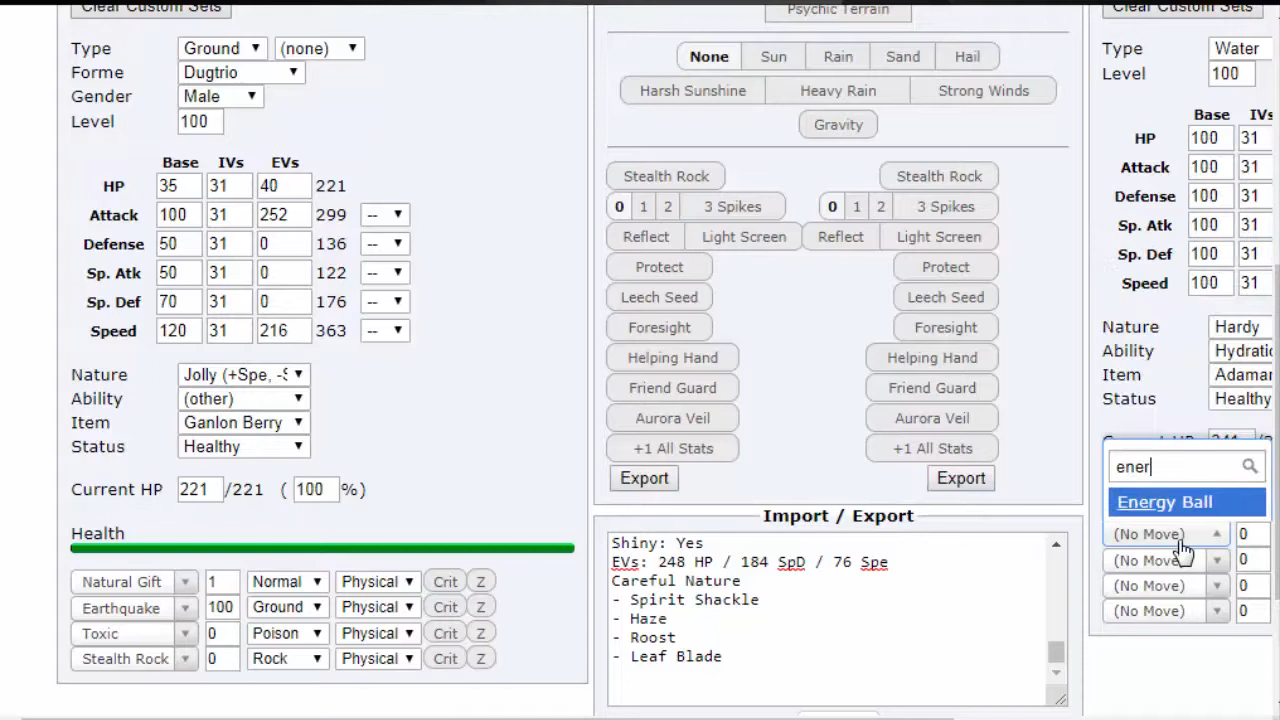 Clear Custom Sets
Type Ground (none)
Forme Dugtrio
Gender Male
Level 100
Base IVs EVs
HP 35 31 40 221
Attack 100 31 252 299 --
Defense 50 31 0 136 --
Sp. Atk 50 31 0 122 --
Sp. Def 70 31 0 176 --
Speed 120 31 216 363 --
Nature Jolly (+Spe, -S
Ability (other)
Item Ganlon Berry
Status Healthy
Current HP 221 /221 ( 100 %)
Health
Natural Gift 1 Normal Physical Crit Z
Earthquake 100 Ground Physical Crit Z
Toxic 0 Poison Physical Crit Z
Stealth Rock 0 Rock Physical Crit Z
Psychic Terrain
None Sun Rain Sand Hail
Harsh Sunshine Heavy Rain Strong Winds
Gravity
Stealth Rock Stealth Rock
0 1 2 3 Spikes 0 1 2 3 Spikes
Reflect Light Screen Reflect Light Screen
Protect Protect
Leech Seed Leech Seed
Foresight Foresight
Helping Hand Helping Hand
Friend Guard Friend Guard
Aurora Veil Aurora Veil
+1 All Stats +1 All Stats
Export Export
Import / Export
Shiny: Yes
EVs: 248 HP / 184 SpD / 76 Spe
Careful Nature
- Spirit Shackle
- Haze
- Roost
- Leaf Blade
Clear Custom Sets
Type Water
Level 100
Base IVs
HP 100 31
Attack 100 31
Defense 100 31
Sp. Atk 100 31
Sp. Def 100 31
Speed 100 31
Nature Hardy
Ability Hydratio
Item Adamar
Status Healthy
ener
Energy Ball
(No Move) 0
(No Move) 0
(No Move) 0
(No Move) 0